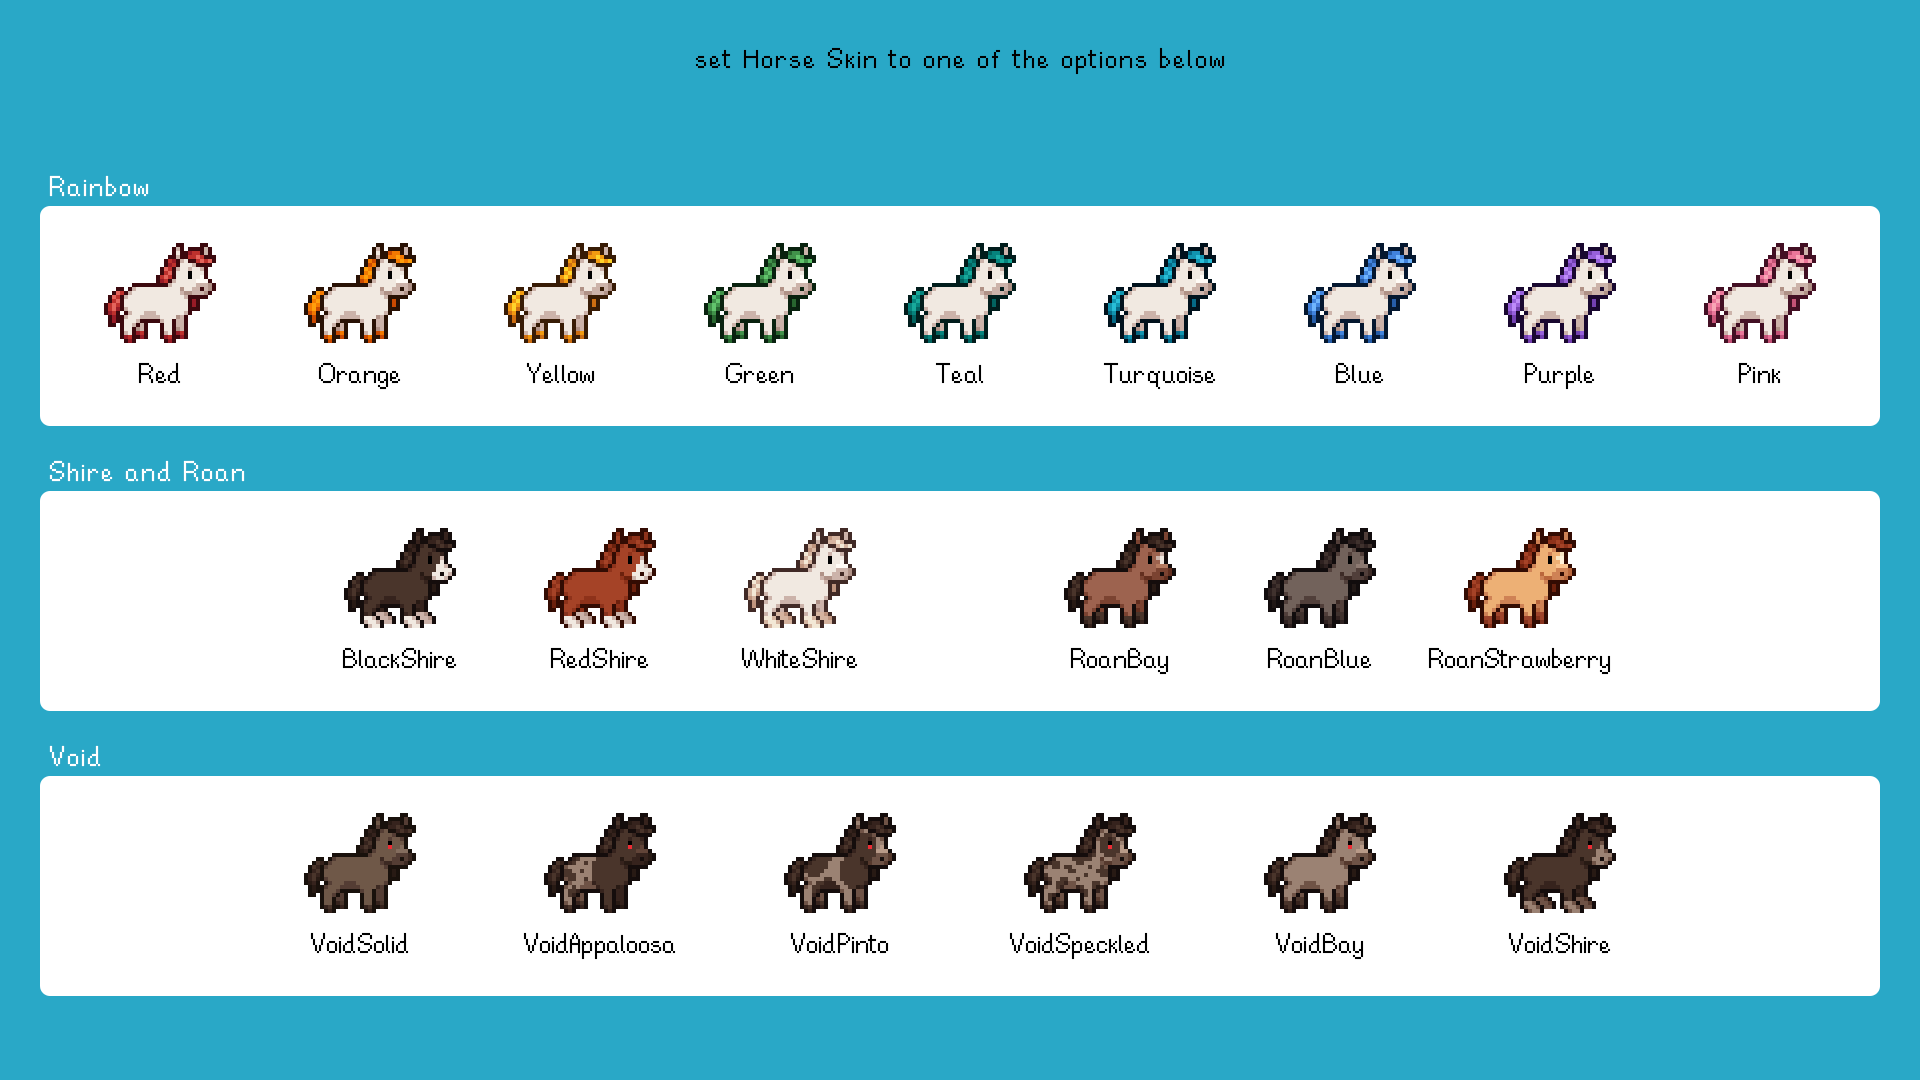 set Horse Skin to one of the options below
Rainbow
Red Orange Yellow Green Teal Turquoise Blue Purple Pink
Shire and Roan
BlackShire RedShire WhiteShire RoanBay RoanBlue RoanStrawberry
Void
VoidSolid VoidAppaloosa VoidPinto VoidSpeckled VoidBay VoidShire